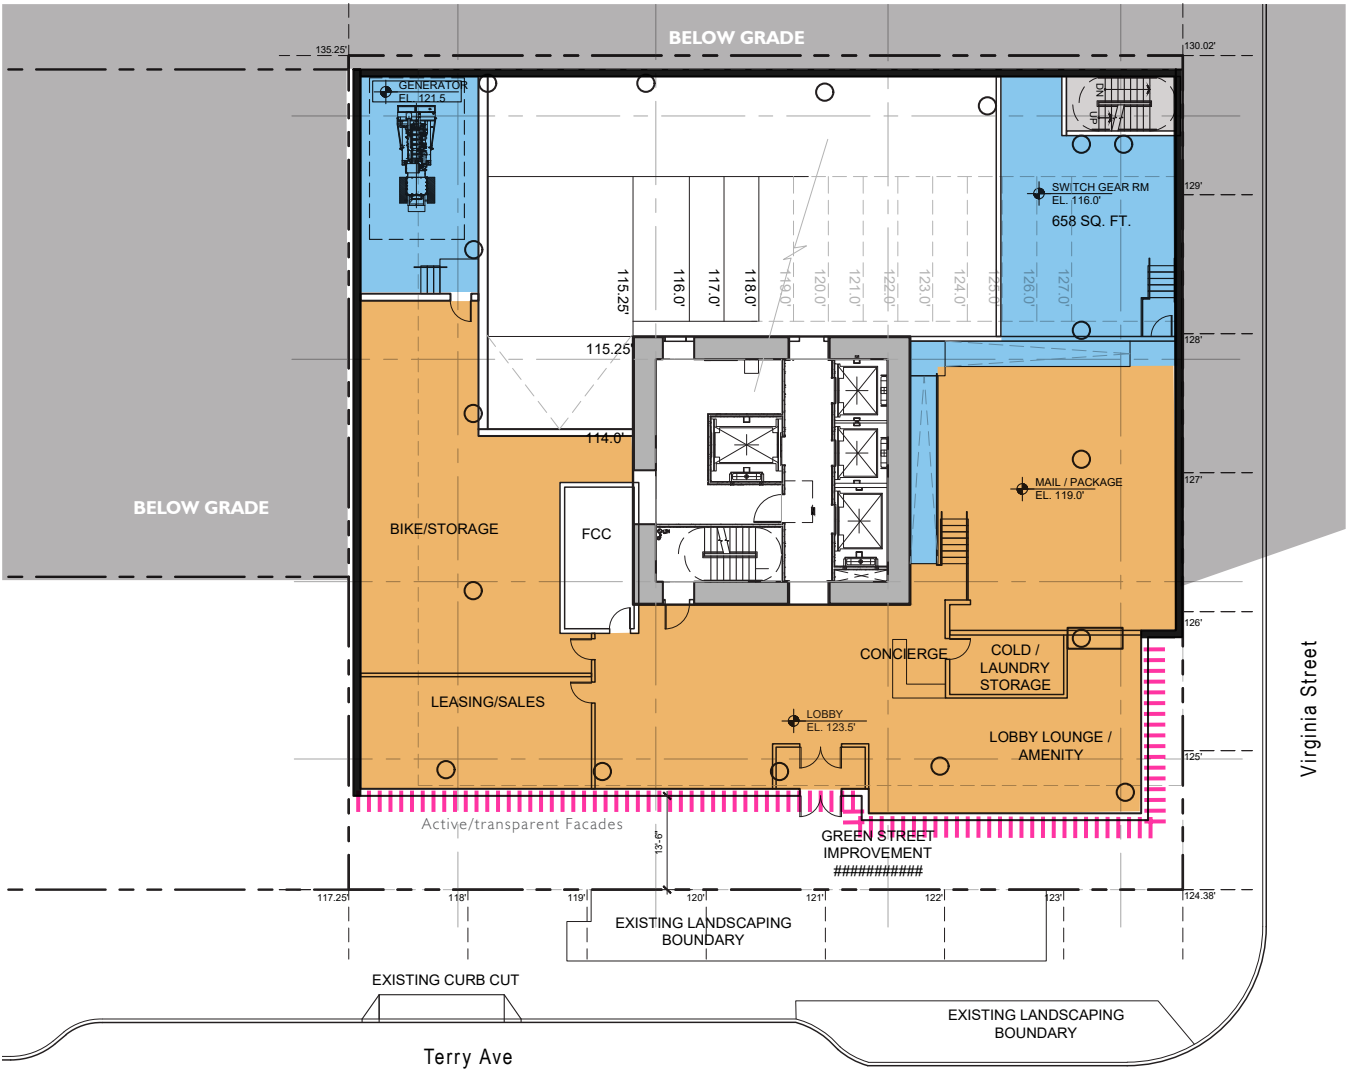 BELOW GRADE
135.25'
130.02'
GENERATOR
EL. 121.5
DN
UP
SWITCH GEAR RM
EL. 116.0'
658 SQ. FT.
129'
115.25'
116.0'
117.0'
118.0'
119.0'
120.0'
121.0'
122.0'
123.0'
124.0'
125.0'
126.0'
127.0'
128'
115.25'
114.0'
127'
MAIL / PACKAGE
EL. 119.0'
BELOW GRADE
BIKE/STORAGE
FCC
126'
CONCIERGE
COLD /
LAUNDRY
STORAGE
LEASING/SALES
LOBBY
EL. 123.5'
LOBBY LOUNGE /
AMENITY
125'
Virginia Street
Active/transparent Facades
13'-6"
GREEN STREET
IMPROVEMENT
###########
117.25'
118'
119'
120'
121'
122'
123'
124.38'
EXISTING LANDSCAPING
BOUNDARY
EXISTING CURB CUT
EXISTING LANDSCAPING
BOUNDARY
Terry Ave